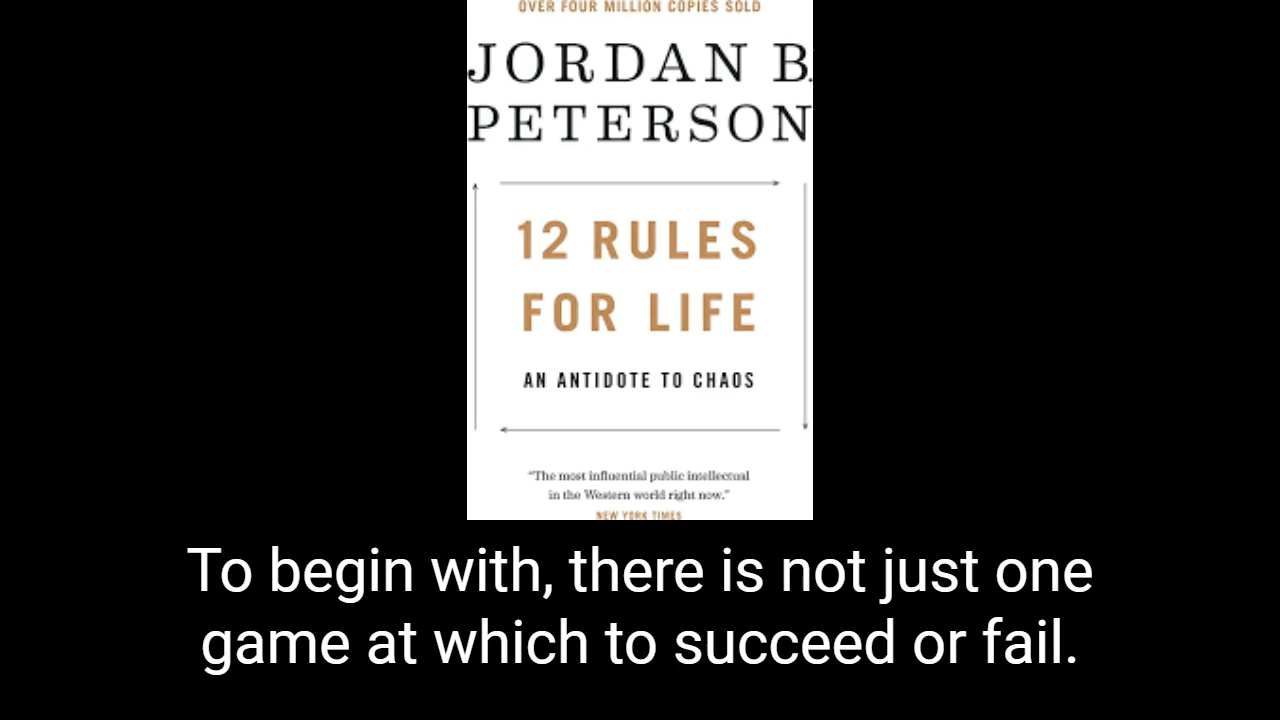 OVER FOUR MILLION COPIES SOLD
JORDAN B.
PETERSON
12 RULES
FOR LIFE
AN ANTIDOTE TO CHAOS
“The most influential public intellectual
in the Western world right now.”
NEW YORK TIMES
To begin with, there is not just one
game at which to succeed or fail.